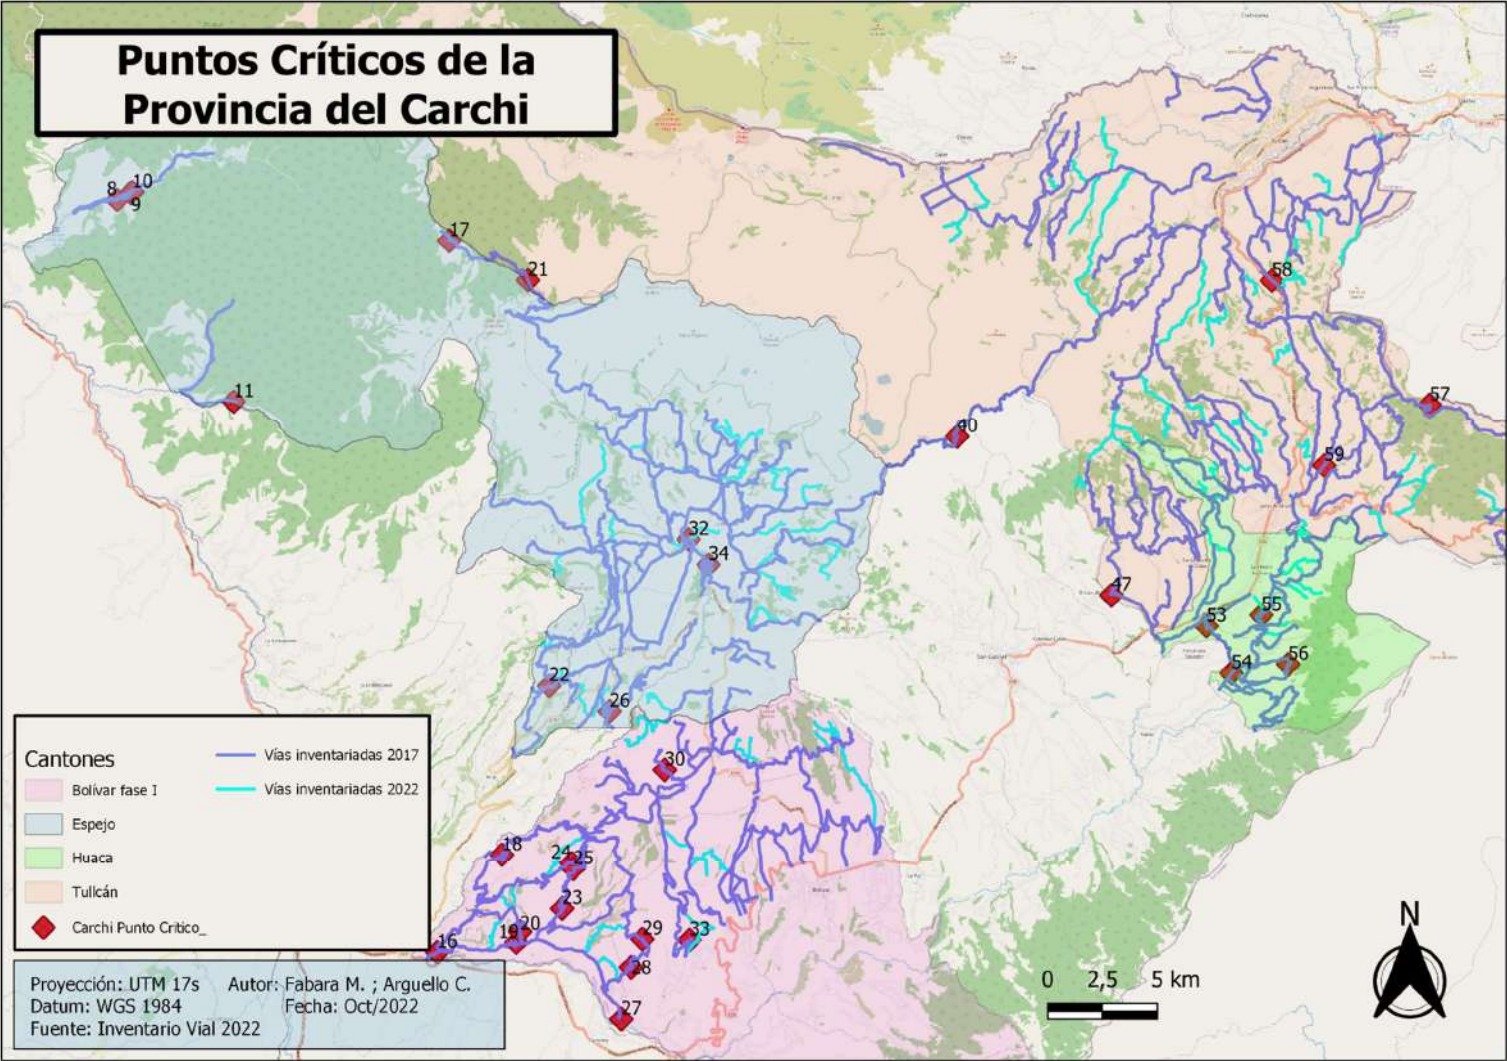 Puntos Críticos de la
Provincia del Carchi
8
10
9
17
21
58
11
57
40
59
32
34
47
53
55
54
56
22
26
30
18
24
25
23
19
20
29
33
16
28
27
Cantones
Bolívar fase I
Espejo
Huaca
Tulcán
Carchi Punto Critico_
Vías inventariadas 2017
Vías inventariadas 2022
Proyección: UTM 17s
Datum: WGS 1984
Fuente: Inventario Vial 2022
Autor: Fabara M. ; Arguello C.
Fecha: Oct/2022
0 2,5 5 km
N